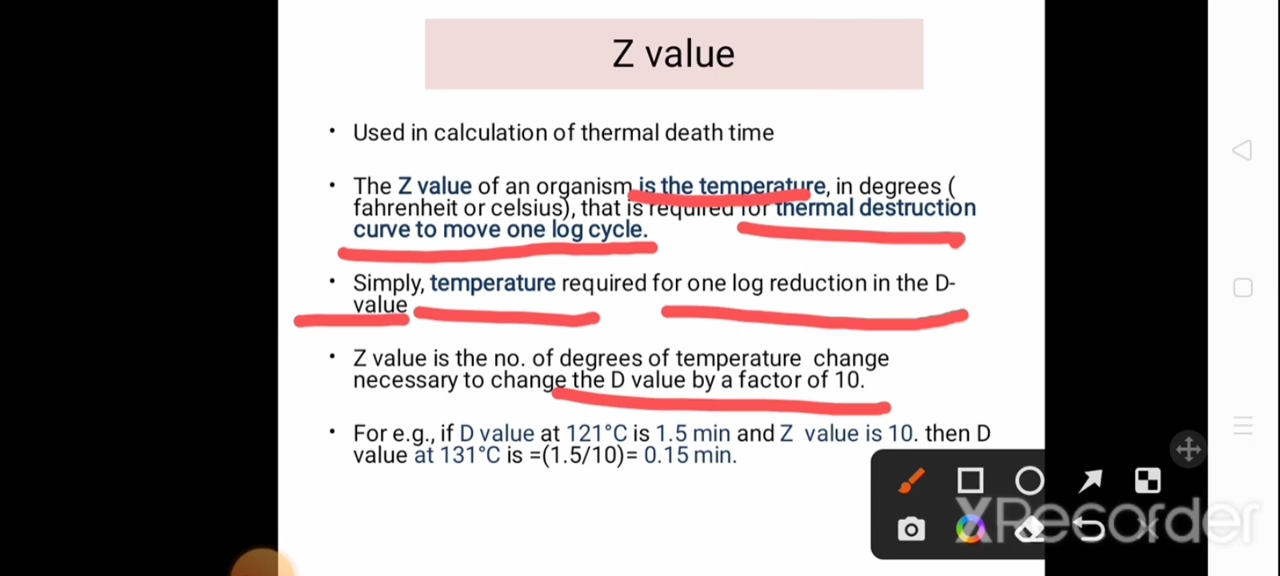 Z value
• Used in calculation of thermal death time
• The Z value of an organism is the temperature, in degrees (
fahrenheit or celsius), that is required for thermal destruction
curve to move one log cycle.
• Simply, temperature required for one log reduction in the D-
value
• Z value is the no. of degrees of temperature change
necessary to change the D value by a factor of 10.
• For e.g., if D value at 121°C is 1.5 min and Z value is 10. then D
value at 131°C is =(1.5/10)= 0.15 min.
XRecorder